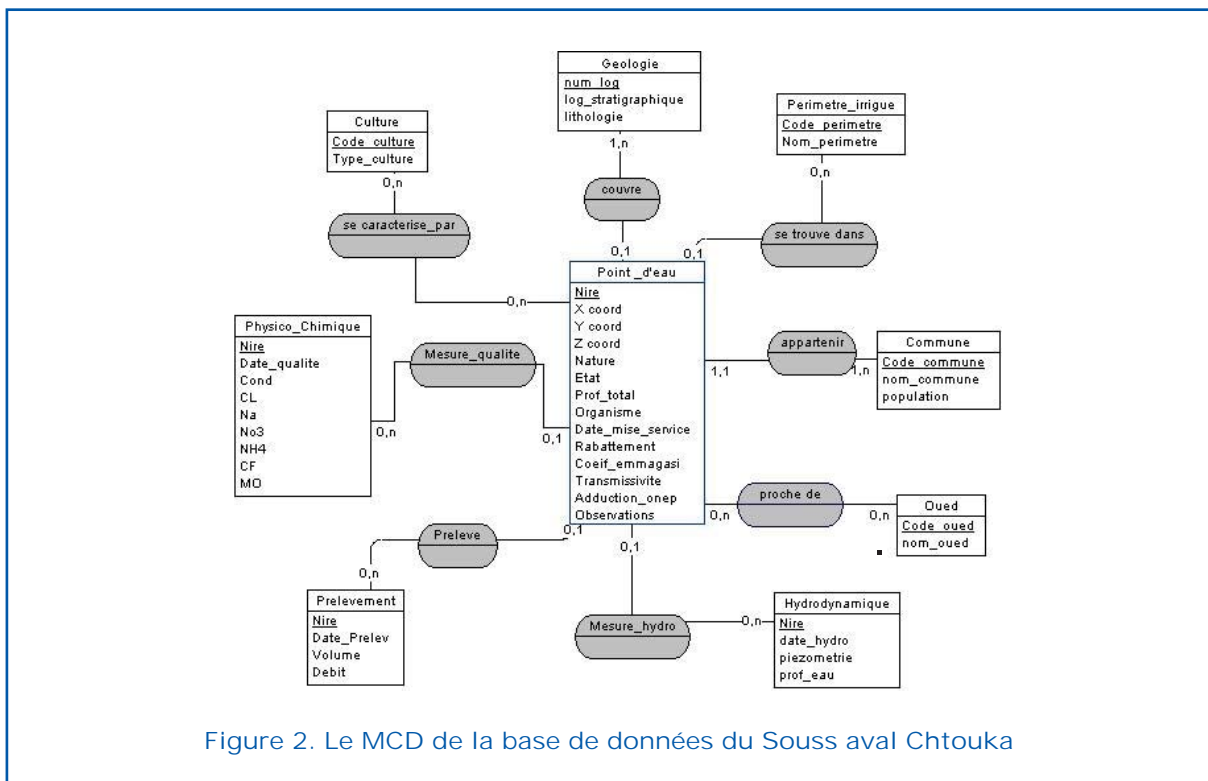 Geologie
num_log
log_stratigraphique
lithologie
1,n
couvre
0,1
Perimetre_irrigue
Code_perimetre
Nom_perimetre
0,n
se trouve dans
0,1
Culture
Code_culture
Type_culture
0,n
se caracterise_par
0,n
Point_d'eau
Nire
X coord
Y coord
Z coord
Nature
Etat
Prof_total
Organisme
Date_mise_service
Rabattement
Coeif_emmagasi
Transmissivite
Adduction_onep
Observations
Physico_Chimique
Nire
Date_qualite
Cond
CL
Na
No3
NH4
CF
MO
0,n
Mesure_qualite
0,1
appartenir
1,1
1,n
Commune
Code_commune
nom_commune
population
proche de
0,n
0,n
Oued
Code_oued
nom_oued
Preleve
0,1
0,n
Prelevement
Nire
Date_Prelev
Volume
Debit
0,1
Mesure_hydro
0,n
Hydrodynamique
Nire
date_hydro
piezometrie
prof_eau
Figure 2. Le MCD de la base de données du Souss aval Chtouka